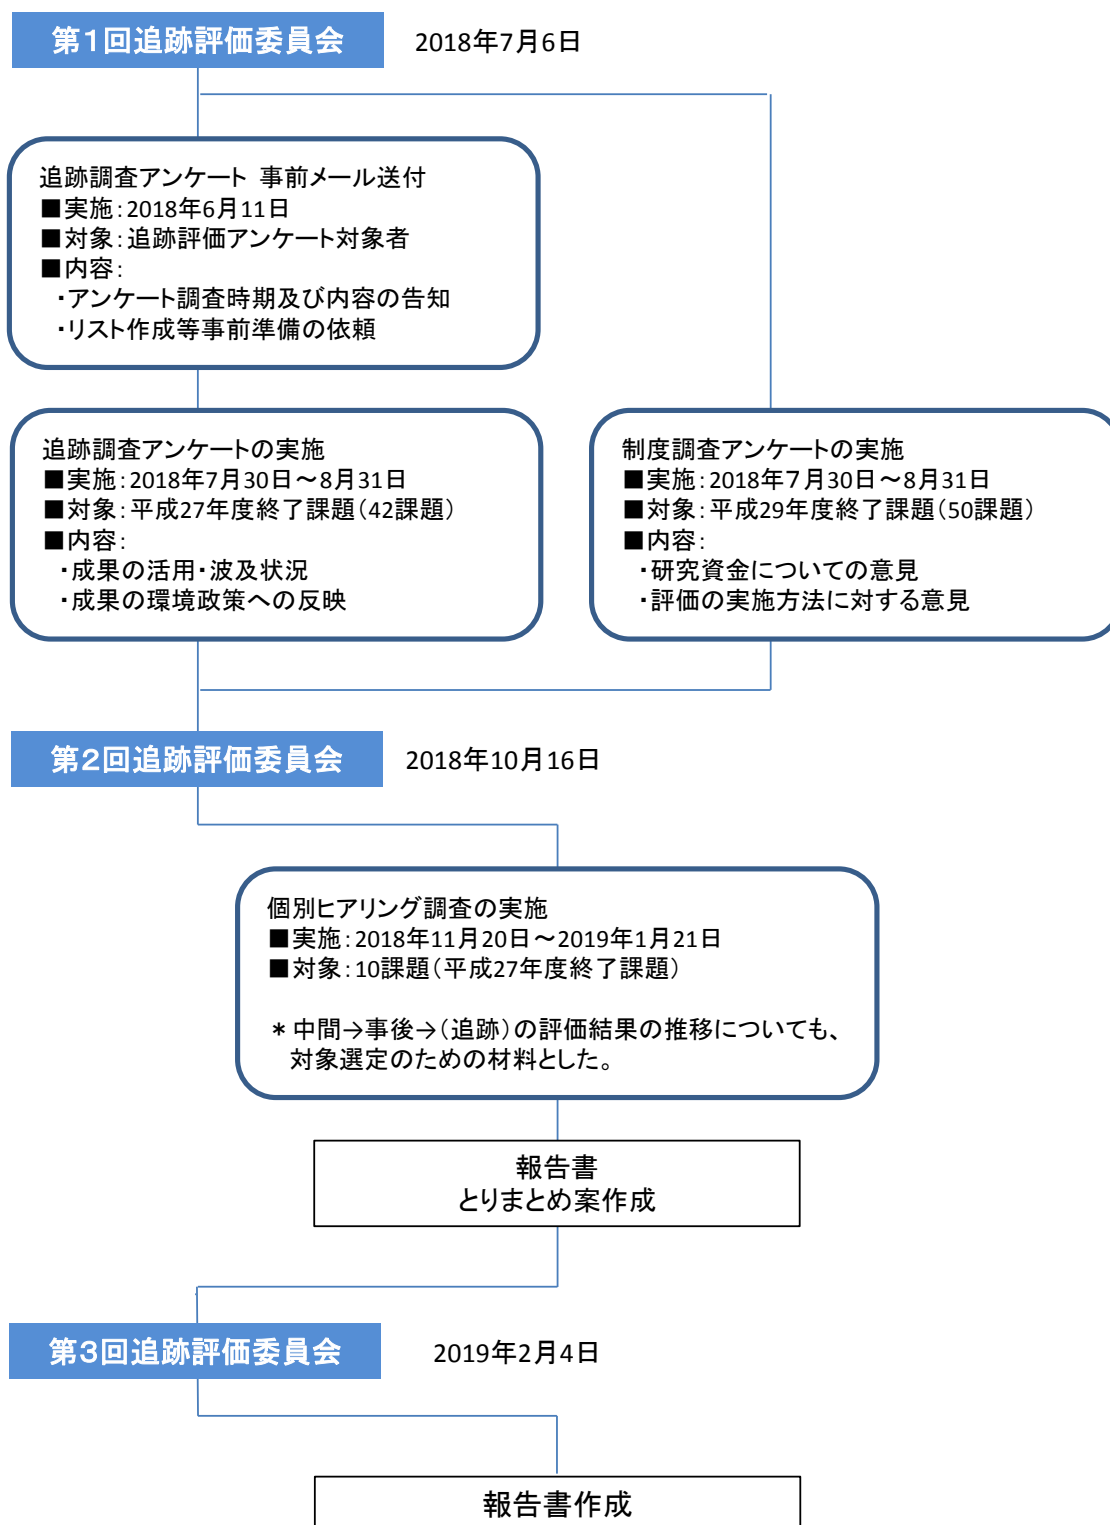 第1回追跡評価委員会
2018年7月6日
追跡調査アンケート 事前メール送付
■実施：2018年6月11日
■対象：追跡評価アンケート対象者
■内容：
・アンケート調査時期及び内容の告知
・リスト作成等事前準備の依頼
追跡調査アンケートの実施
■実施：2018年7月30日～8月31日
■対象：平成27年度終了課題（42課題）
■内容：
・成果の活用・波及状況
・成果の環境政策への反映
制度調査アンケートの実施
■実施：2018年７月30日～8月31日
■対象：平成29年度終了課題（50課題）
■内容：
・研究資金についての意見
・評価の実施方法に対する意見
第2回追跡評価委員会
2018年10月16日
個別ヒアリング調査の実施
■実施：2018年11月20日～2019年1月21日
■対象：10課題（平成27年度終了課題）
＊中間→事後→（追跡）の評価結果の推移についても、
対象選定のための材料とした。
報告書
とりまとめ案作成
第3回追跡評価委員会
2019年2月4日
報告書作成